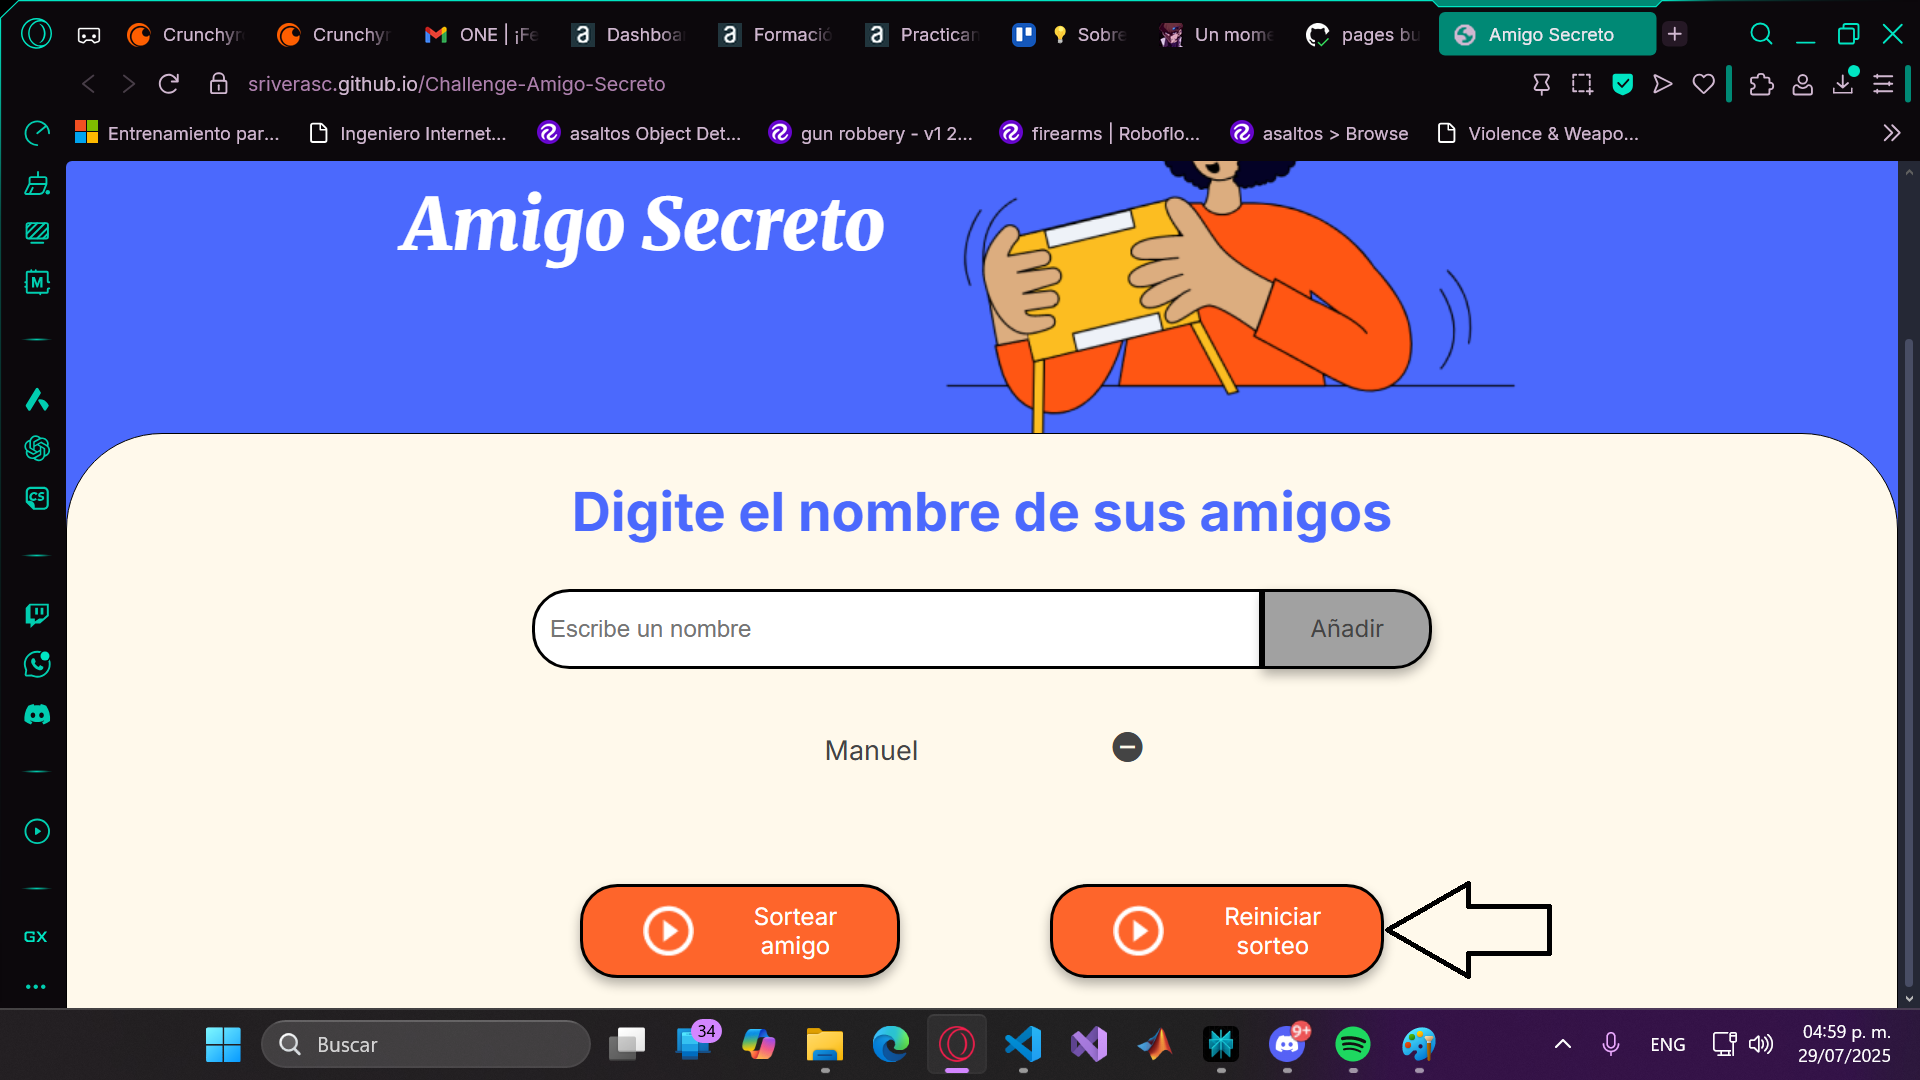 Crunchyr
Crunchyr
ONE | ¡Fe
Dashboa
Formació
Practican
Sobre
Un mome
pages bu
Amigo Secreto
sriverasc.github.io/Challenge-Amigo-Secreto
Entrenamiento par...
Ingeniero Internet...
asaltos Object Det...
gun robbery - v1 2...
firearms | Roboflo...
asaltos > Browse
Violence & Weapo...
M
CS
GX
Amigo Secreto
Digite el nombre de sus amigos
Escribe un nombre
Añadir
Manuel
Sortear
amigo
Reiniciar
sorteo
Buscar
34
9+
ENG
04:59 p. m.
29/07/2025